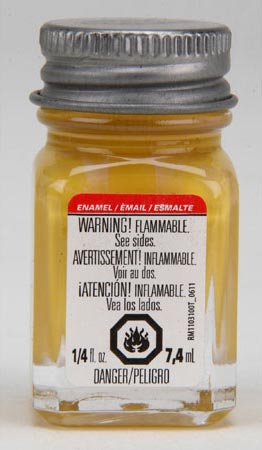 ENAMEL / ÉMAIL / ESMALTE
WARNING! FLAMMABLE.
See sides.
AVERTISSEMENT! INFLAMMABLE.
Voir au dos.
¡ATENCIÓN! INFLAMABLE.
Vea los lados.
1/4 fl. oz. 7,4 ml
DANGER/PELIGRO
RM1103100T_0611